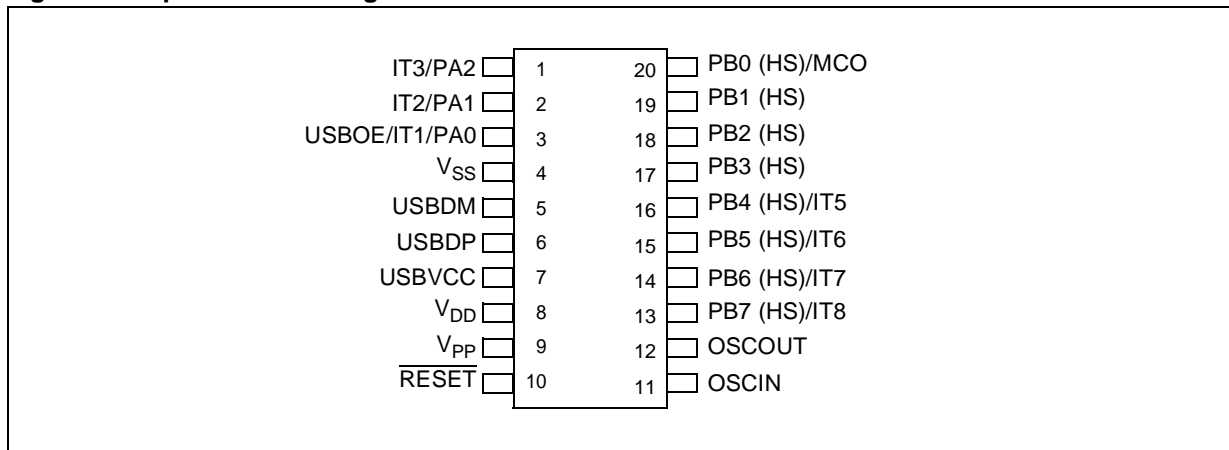 IT3/PA2 1 20 PB0 (HS)/MCO
IT2/PA1 2 19 PB1 (HS)
USBOE/IT1/PA0 3 18 PB2 (HS)
VSS 4 17 PB3 (HS)
USBDM 5 16 PB4 (HS)/IT5
USBDP 6 15 PB5 (HS)/IT6
USBVCC 7 14 PB6 (HS)/IT7
VDD 8 13 PB7 (HS)/IT8
VPP 9 12 OSCOUT
RESET 10 11 OSCIN